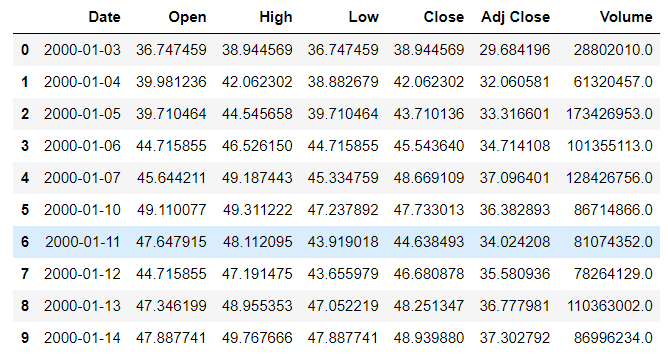 Date Open High Low Close Adj Close Volume
0 2000-01-03 36.747459 38.944569 36.747459 38.944569 29.684196 28802010.0
1 2000-01-04 39.981236 42.062302 38.882679 42.062302 32.060581 61320457.0
2 2000-01-05 39.710464 44.545658 39.710464 43.710136 33.316601 173426953.0
3 2000-01-06 44.715855 46.526150 44.715855 45.543640 34.714108 101355113.0
4 2000-01-07 45.644211 49.187443 45.334759 48.669109 37.096401 128426756.0
5 2000-01-10 49.110077 49.311222 47.237892 47.733013 36.382893 86714866.0
6 2000-01-11 47.647915 48.112095 43.919018 44.638493 34.024208 81074352.0
7 2000-01-12 44.715855 47.191475 43.655979 46.680878 35.580936 78264129.0
8 2000-01-13 47.346199 48.955353 47.052219 48.251347 36.777981 110363002.0
9 2000-01-14 47.887741 49.767666 47.887741 48.939880 37.302792 86996234.0